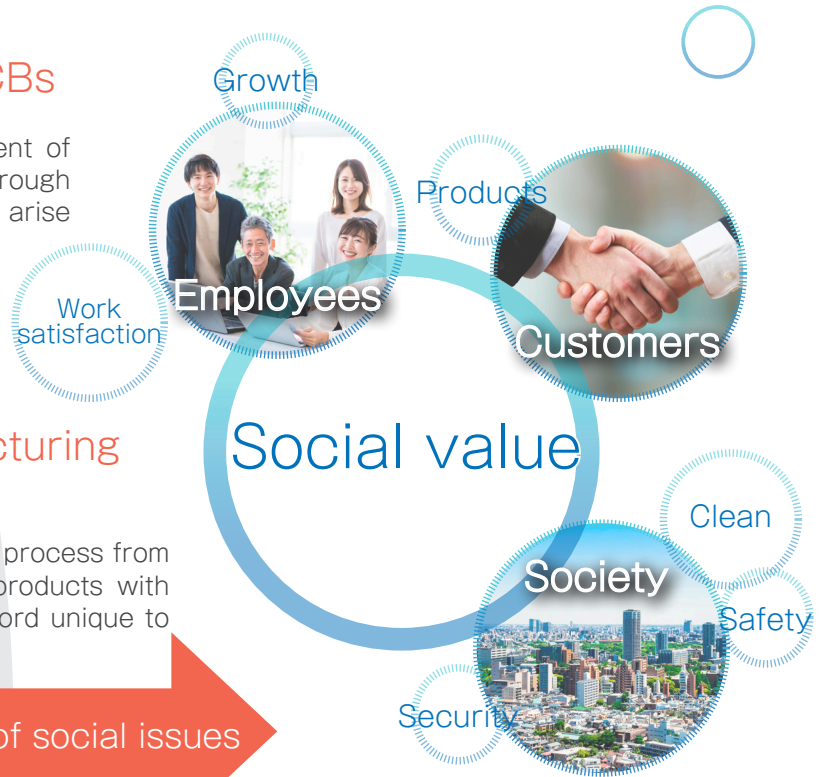 CBs
ent of
rough
arise
cturing
process from
products with
ord unique to
of social issues
Growth
Employees
Work
satisfaction
Products
Customers
Social value
Society
Clean
Safety
Security